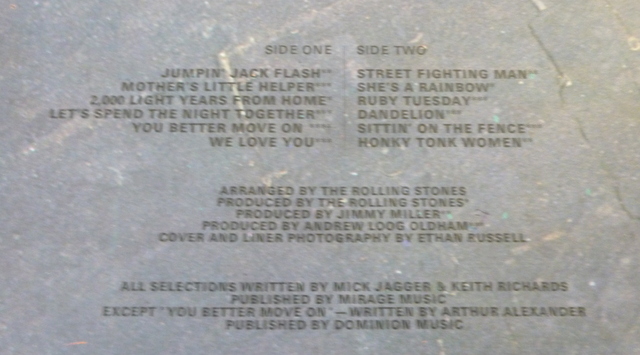 SIDE ONE
JUMPIN' JACK FLASH**
MOTHER'S LITTLE HELPER***
2,000 LIGHT YEARS FROM HOME*
LET'S SPEND THE NIGHT TOGETHER***
YOU BETTER MOVE ON ****
WE LOVE YOU***
SIDE TWO
STREET FIGHTING MAN**
SHE'S A RAINBOW*
RUBY TUESDAY***
DANDELION***
SITTIN' ON THE FENCE***
HONKY TONK WOMEN**
ARRANGED BY THE ROLLING STONES
PRODUCED BY THE ROLLING STONES*
PRODUCED BY JIMMY MILLER**
PRODUCED BY ANDREW LOOG OLDHAM***
COVER AND LINER PHOTOGRAPHY BY ETHAN RUSSELL
ALL SELECTIONS WRITTEN BY MICK JAGGER & KEITH RICHARDS
PUBLISHED BY MIRAGE MUSIC
EXCEPT "YOU BETTER MOVE ON"—WRITTEN BY ARTHUR ALEXANDER
PUBLISHED BY DOMINION MUSIC